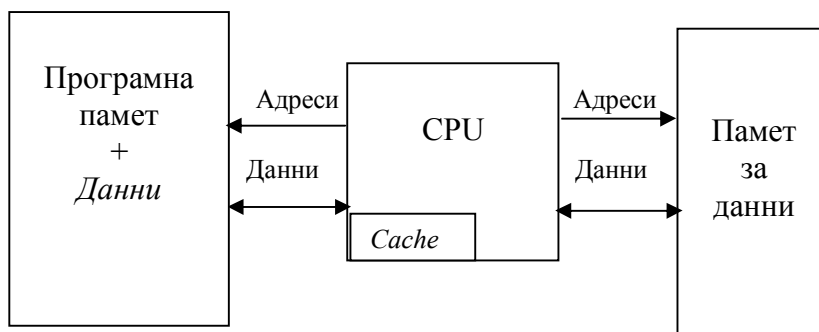 Програмна
памет
+
Данни
Адреси
Данни
CPU
Cache
Адреси
Данни
Памет
за
данни